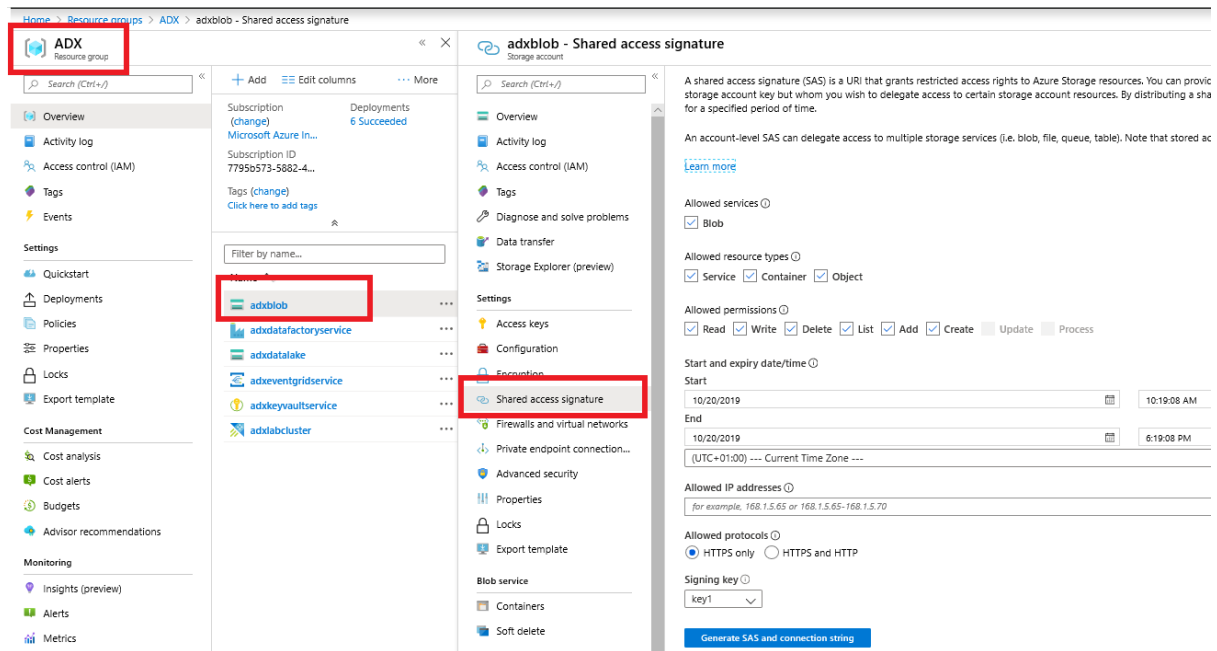 Home > Resource groups > ADX > adxblob - Shared access signature
ADX
Resource group
Search (Ctrl+/)
Overview
Activity log
Access control (IAM)
Tags
Events
Settings
Quickstart
Deployments
Policies
Properties
Locks
Export template
Cost Management
Cost analysis
Cost alerts
Budgets
Advisor recommendations
Monitoring
Insights (preview)
Alerts
Metrics
Add Edit columns ··· More
Subscription
(change)
Microsoft Azure In...
Deployments
6 Succeeded
Subscription ID
7795b573-5882-4...
Tags (change)
Click here to add tags
Filter by name...
Name
adxblob
adxdatafactoryservice
adxdatalake
adxeventgridservice
adxkeyvaultservice
adxlabcluster
adxblob - Shared access signature
Storage account
Search (Ctrl+/)
Overview
Activity log
Access control (IAM)
Tags
Diagnose and solve problems
Data transfer
Storage Explorer (preview)
Settings
Access keys
Configuration
Encryption
Shared access signature
Firewalls and virtual networks
Private endpoint connection...
Advanced security
Properties
Locks
Export template
Blob service
Containers
Soft delete
A shared access signature (SAS) is a URI that grants restricted access rights to Azure Storage resources. You can provic
storage account key but whom you wish to delegate access to certain storage account resources. By distributing a sha
for a specified period of time.
An account-level SAS can delegate access to multiple storage services (i.e. blob, file, queue, table). Note that stored ac
Learn more
Allowed services
Blob
Allowed resource types
Service Container Object
Allowed permissions
Read Write Delete List Add Create Update Process
Start and expiry date/time
Start
10/20/2019 10:19:08 AM
End
10/20/2019 6:19:08 PM
(UTC+01:00) --- Current Time Zone ---
Allowed IP addresses
for example, 168.1.5.65 or 168.1.5.65-168.1.5.70
Allowed protocols
HTTPS only HTTPS and HTTP
Signing key
key1
Generate SAS and connection string